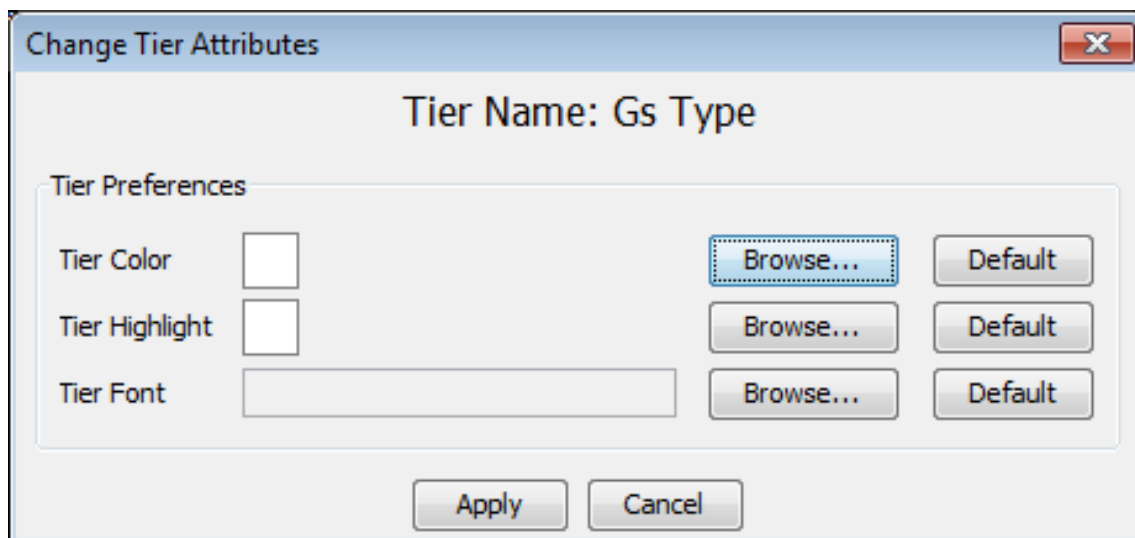 Change Tier Attributes
Tier Name: Gs Type
Tier Preferences
Tier Color Browse... Default
Tier Highlight Browse... Default
Tier Font Browse... Default
Apply Cancel